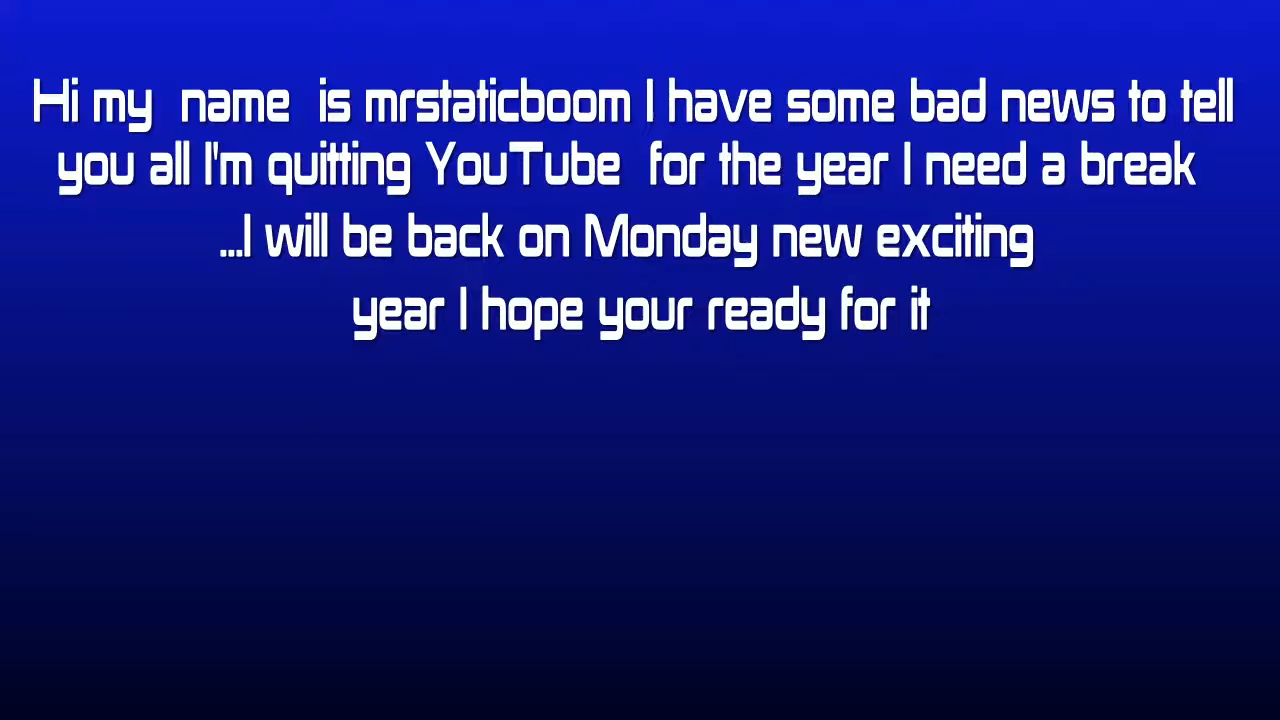 Hi my name is mrstaticboom I have some bad news to tell
you all I'm quitting YouTube for the year I need a break
...I will be back on Monday new exciting
year I hope your ready for it